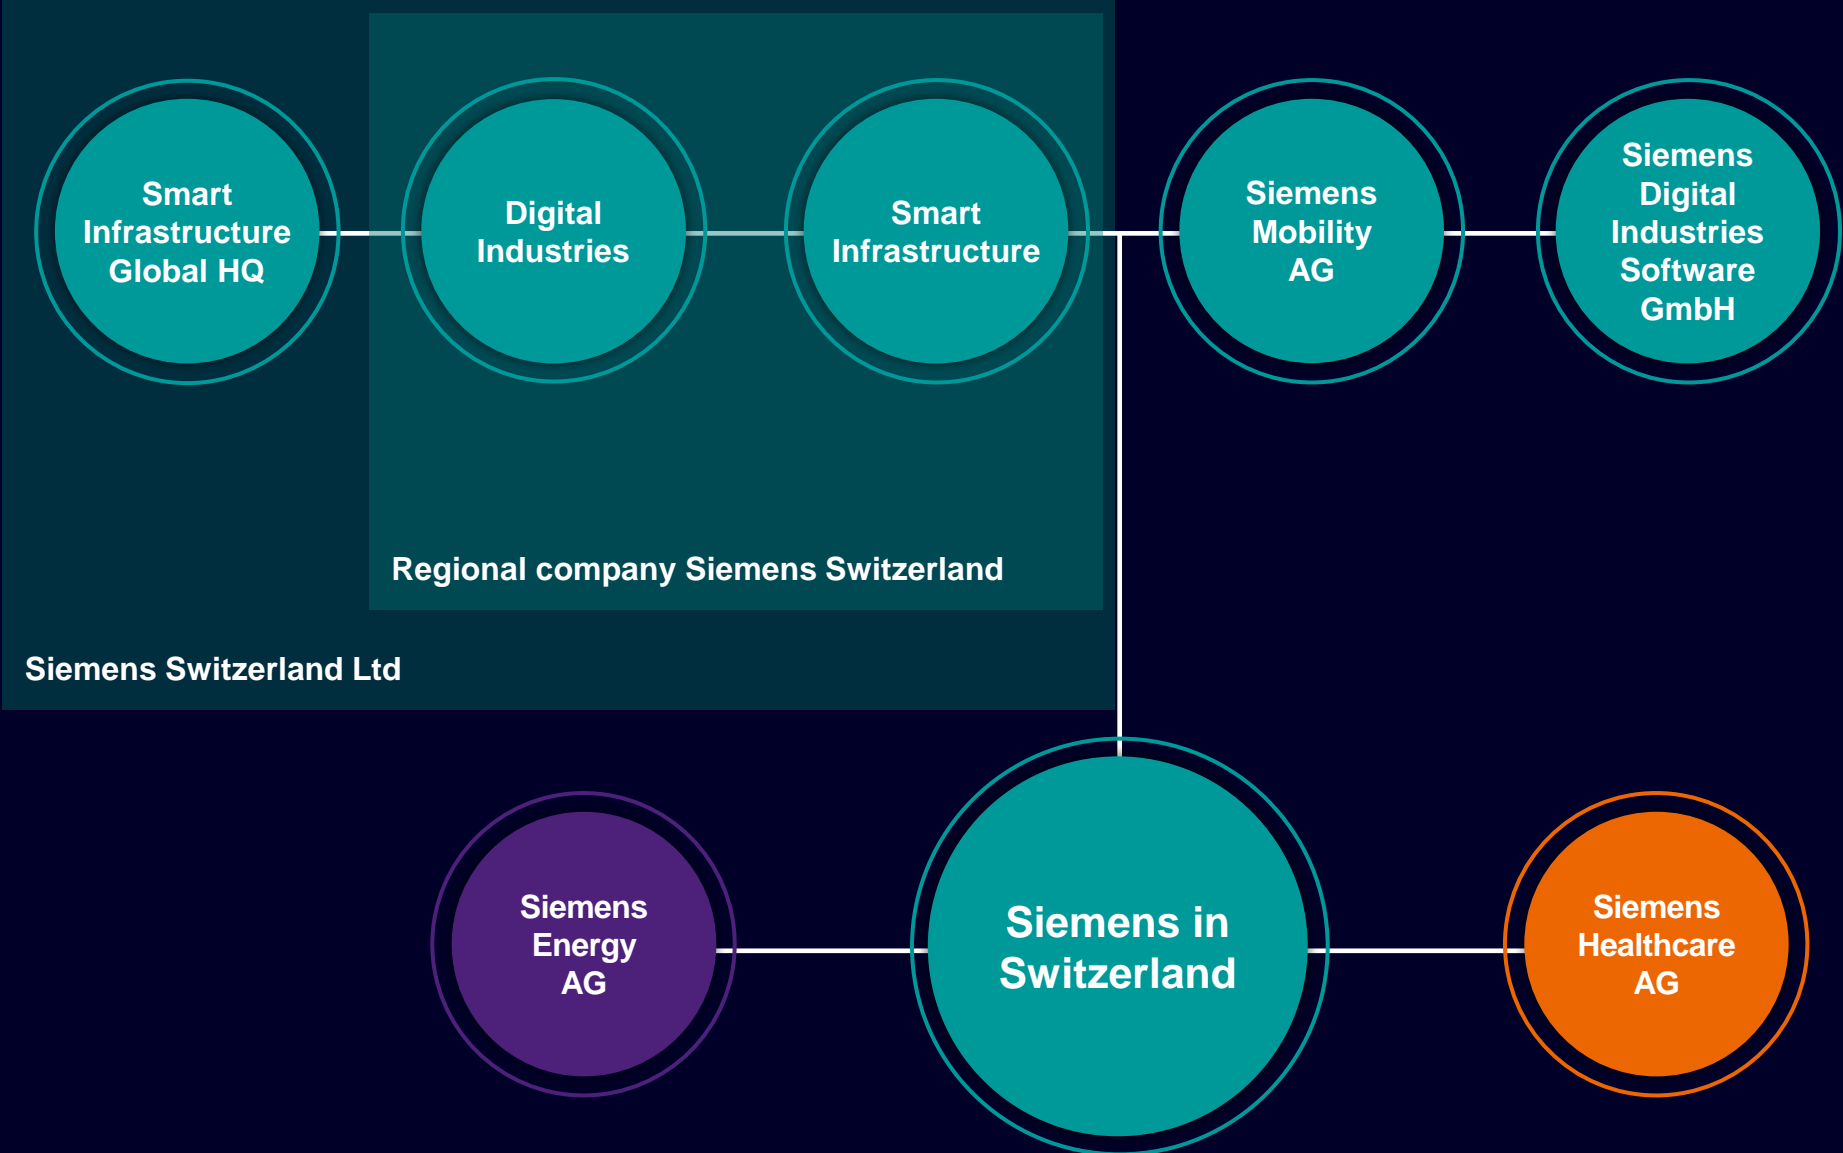 Smart
Infrastructure
Global HQ
Digital
Industries
Smart
Infrastructure
Siemens
Mobility
AG
Siemens
Digital
Industries
Software
GmbH
Regional company Siemens Switzerland
Siemens Switzerland Ltd
Siemens
Energy
AG
Siemens in
Switzerland
Siemens
Healthcare
AG